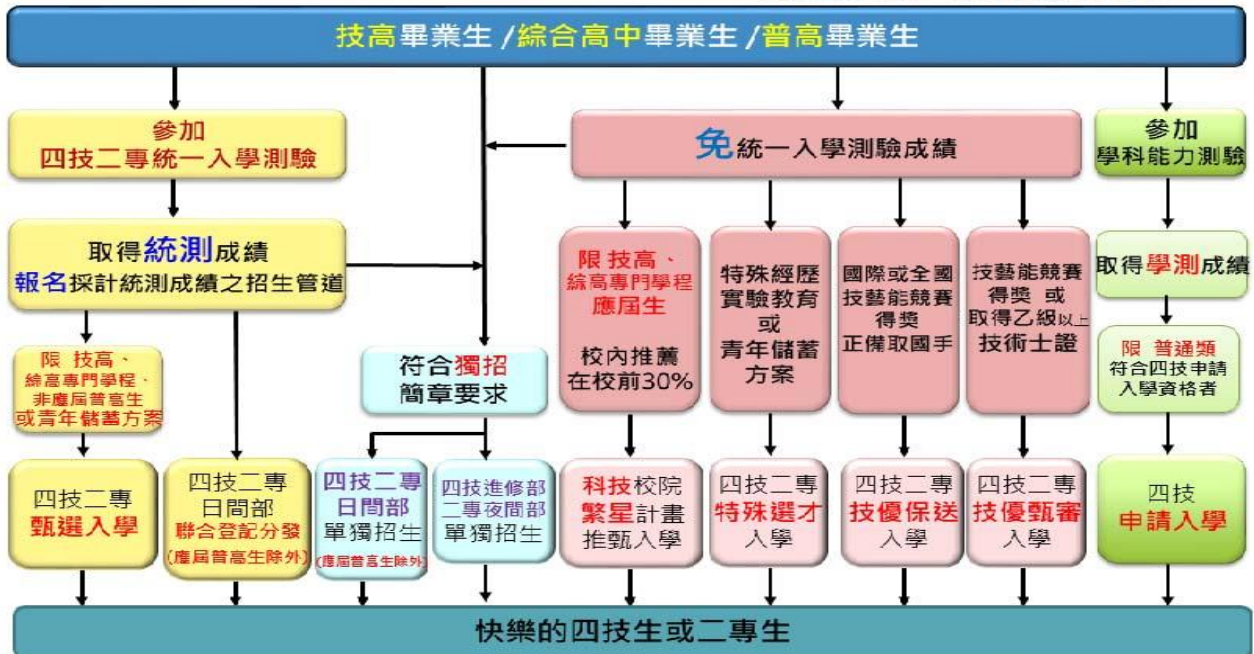 技高畢業生 /綜合高中畢業生 /普高畢業生
參加
四技二專統一入學測驗
免統一入學測驗成績
參加
學科能力測驗
取得統測成績
報名採計統測成績之招生管道
限 技高、
綜高專門學程
應屆生
校內推薦
在校前30%
特殊經歷
實驗教育
或
青年儲蓄
方案
國際或全國
技藝能競賽
得獎
正備取國手
技藝能競賽
得獎 或
取得乙級以上
技術士證
取得學測成績
限 技高、
綜高專門學程、
非應屆普高生
或青年儲蓄方案
符合獨招
簡章要求
限 普通類
符合四技申請
入學資格者
四技二專
甄選入學
四技二專
日間部
聯合登記分發
(應屆普高生除外)
四技二專
日間部
單獨招生
(應屆普高生除外)
四技進修部
二專夜間部
單獨招生
科技校院
繁星計畫
推甄入學
四技二專
特殊選才
入學
四技二專
技優保送
入學
四技二專
技優甄審
入學
四技
申請入學
快樂的四技生或二專生